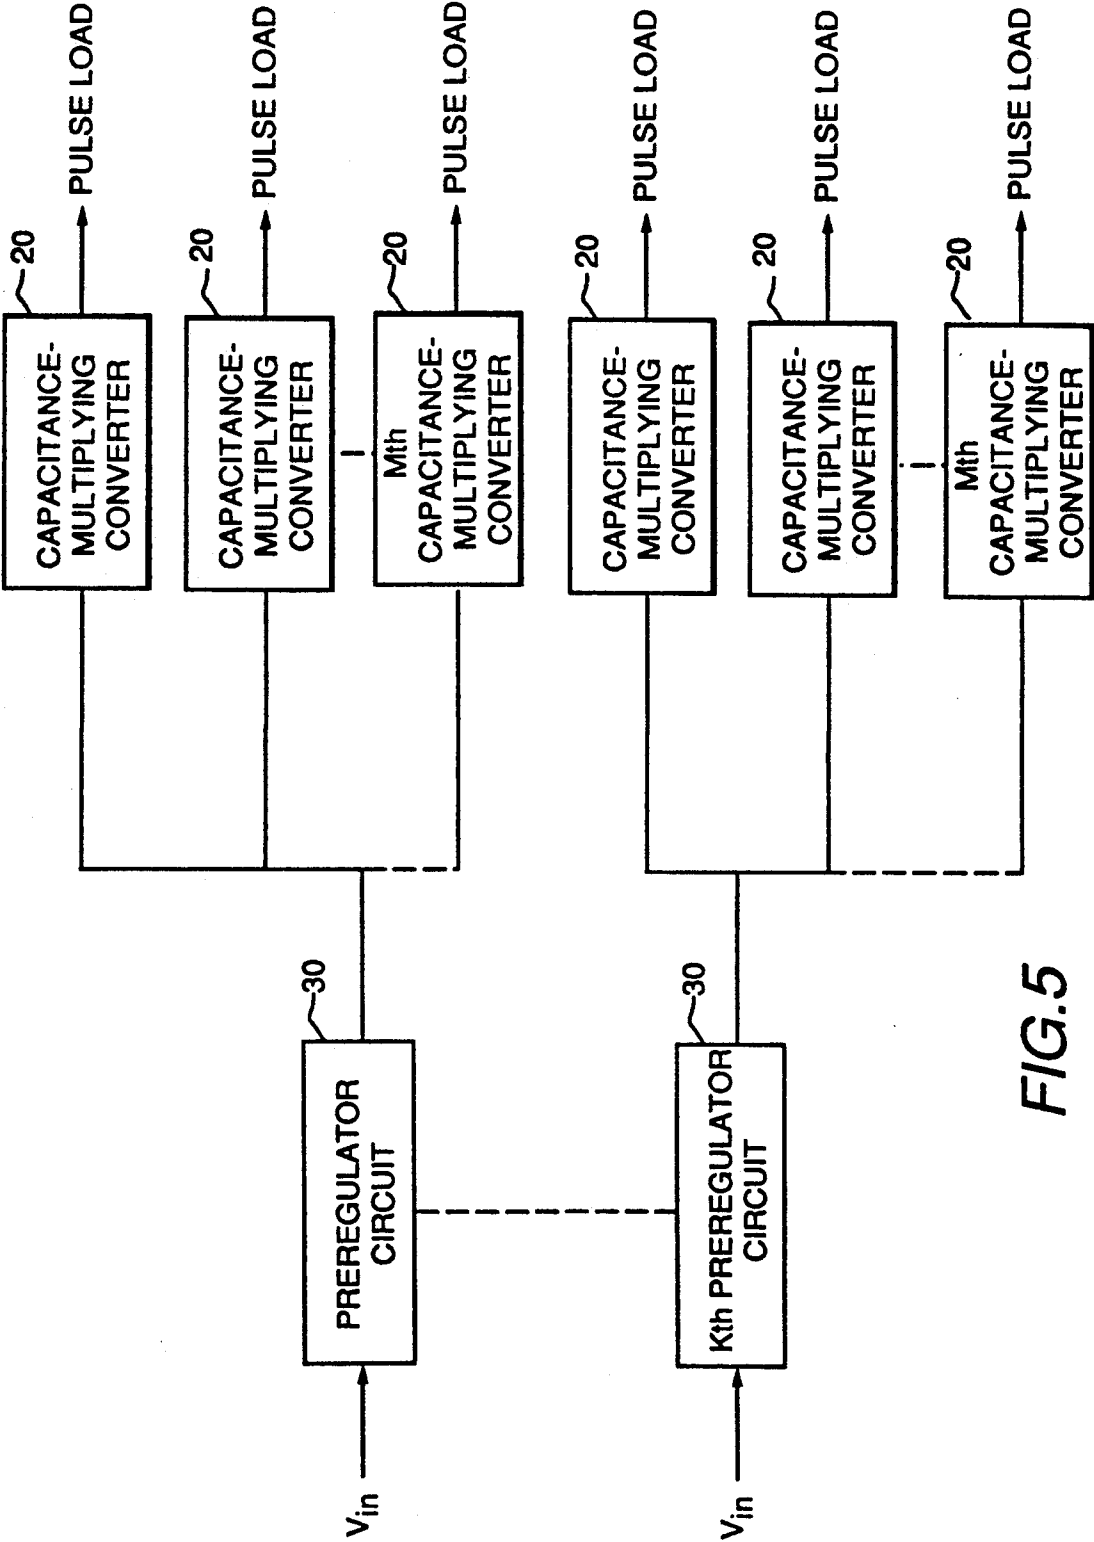 Vin
PREREGULATOR
CIRCUIT
30
CAPACITANCE-
MULTIPLYING
CONVERTER
20
PULSE LOAD
CAPACITANCE-
MULTIPLYING
CONVERTER
20
PULSE LOAD
Mth
CAPACITANCE-
MULTIPLYING
CONVERTER
20
PULSE LOAD
Vin
Kth PREREGULATOR
CIRCUIT
30
CAPACITANCE-
MULTIPLYING
CONVERTER
20
PULSE LOAD
CAPACITANCE-
MULTIPLYING
CONVERTER
20
PULSE LOAD
Mth
CAPACITANCE-
MULTIPLYING
CONVERTER
20
PULSE LOAD
FIG.5